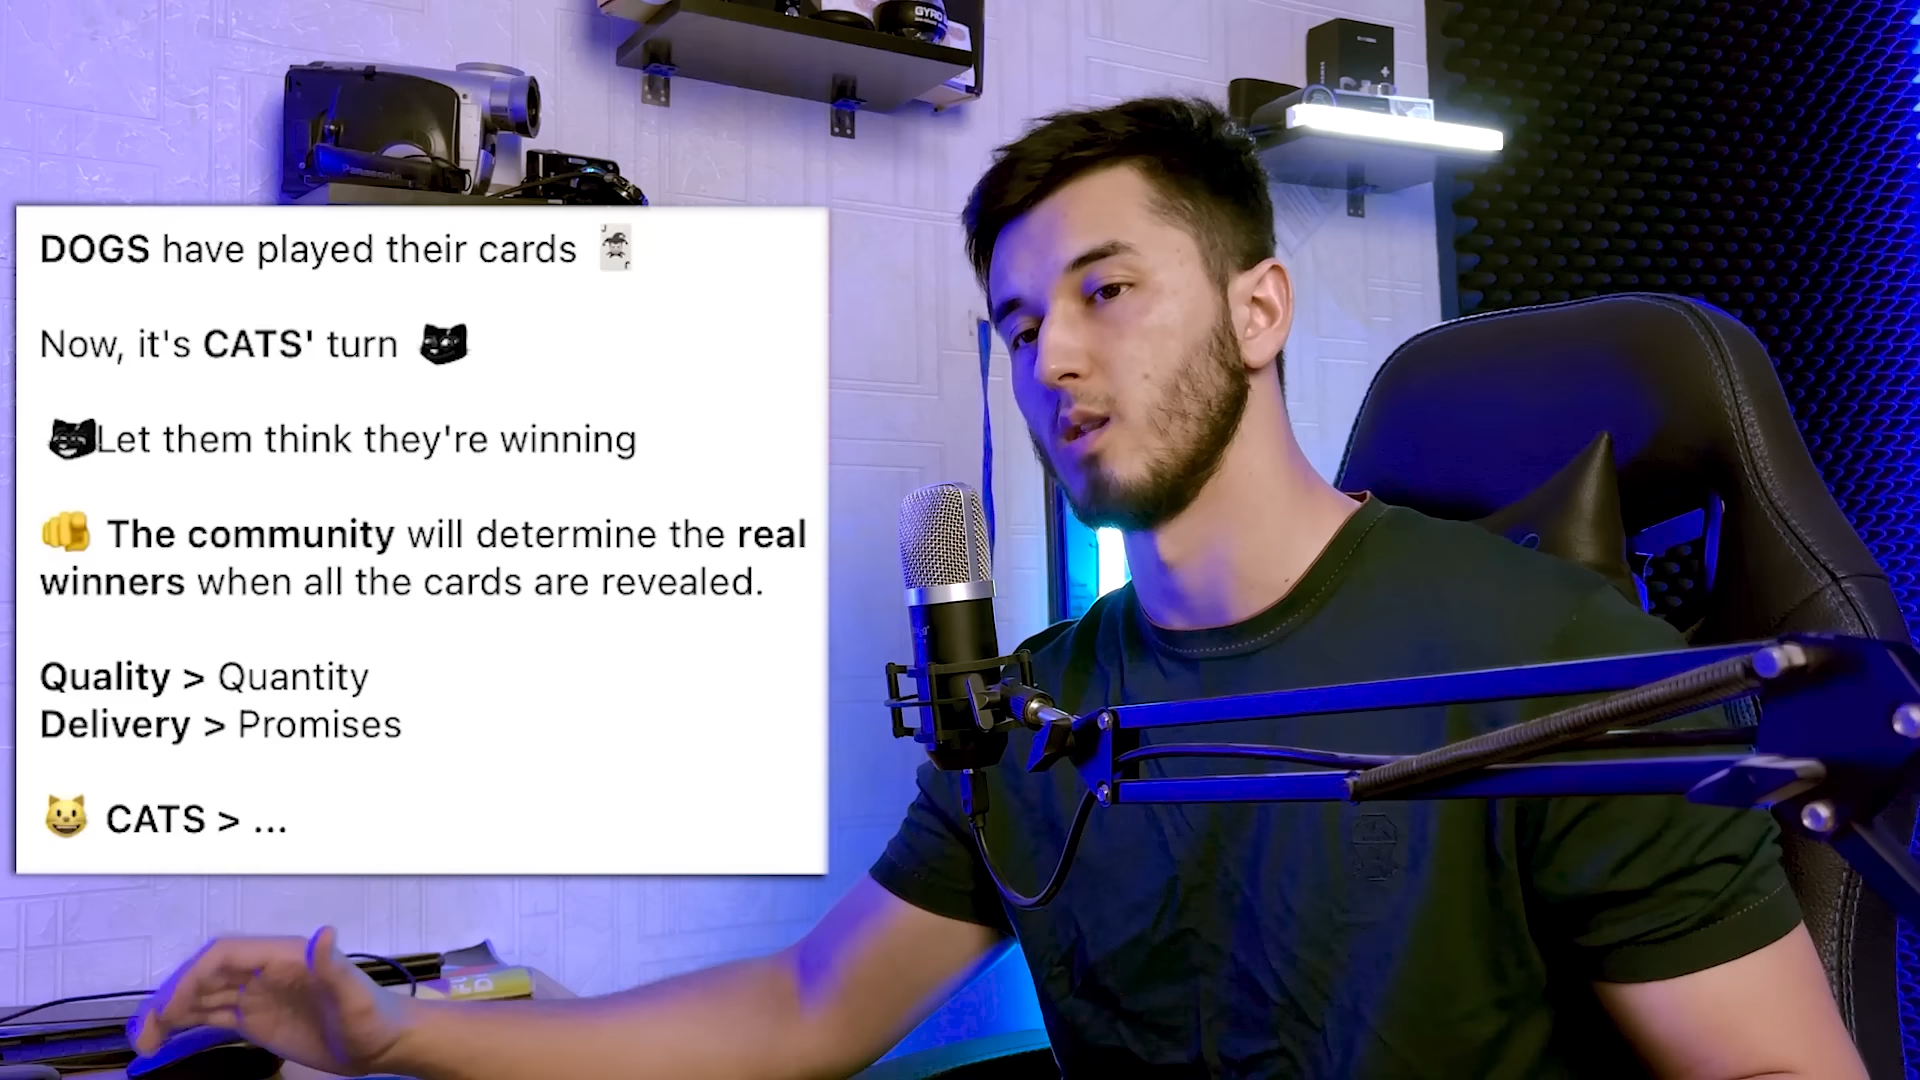 GYRO
Panasonic
DOGS have played their cards 🃏
Now, it's CATS' turn
Let them think they're winning
🫵 The community will determine the real
winners when all the cards are revealed.
Quality > Quantity
Delivery > Promises
😺 CATS > ...